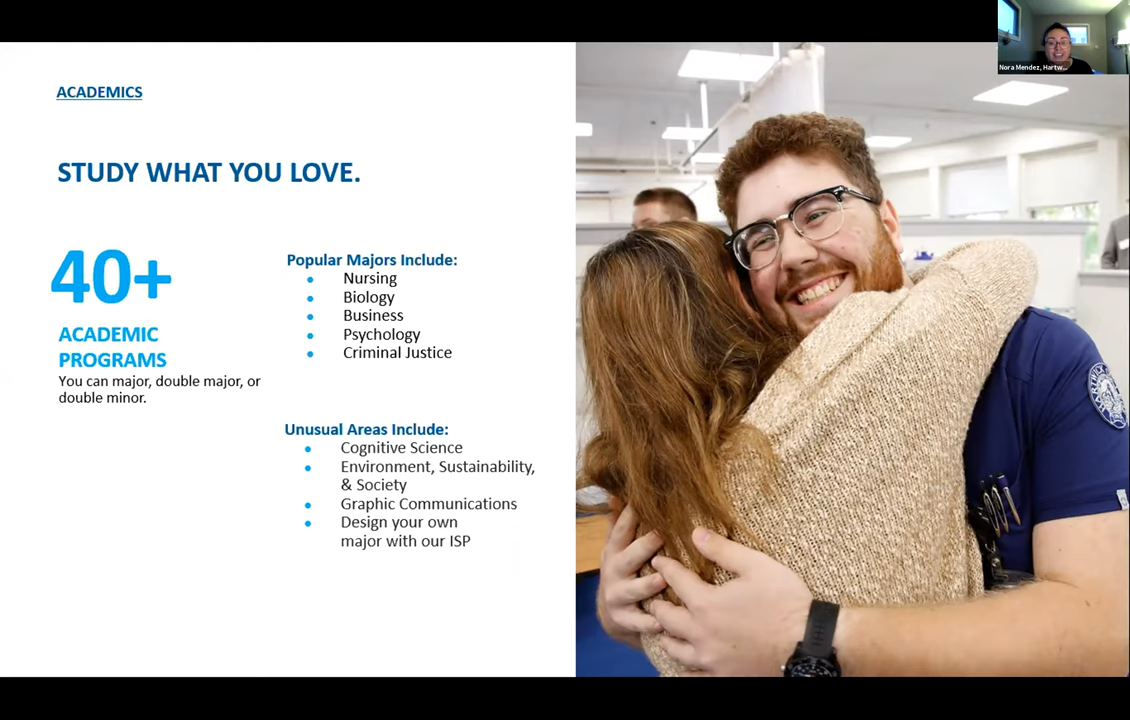 Nora Mendez, Hartw...
ACADEMICS
STUDY WHAT YOU LOVE.
40+
ACADEMIC
PROGRAMS
You can major, double major, or
double minor.
Popular Majors Include:
• Nursing
• Biology
• Business
• Psychology
• Criminal Justice
Unusual Areas Include:
• Cognitive Science
• Environment, Sustainability,
& Society
• Graphic Communications
• Design your own
major with our ISP